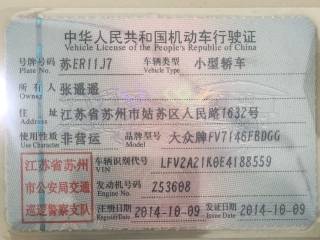 中华人民共和国机动车行驶证
Vehicle License of the People's Republic of China
号牌号码 苏ER11J7 车辆类型 小型轿车
Plate No. Vehicle Type
所有人 张遥遥
Owner
住址 江苏省苏州市姑苏区人民路1632号
Address
使用性质 非营运 品牌型号 大众牌FV7146FBDGG
Use Character Model
江苏省苏州 车辆识别代号 LFV2A21K0E4188559
VIN
市公安局交通 发动机号码 Z53608
Engine No.
巡逻警察支队 注册日期 2014-10-09 发证日期 2014-10-09
Register Date Issue Date